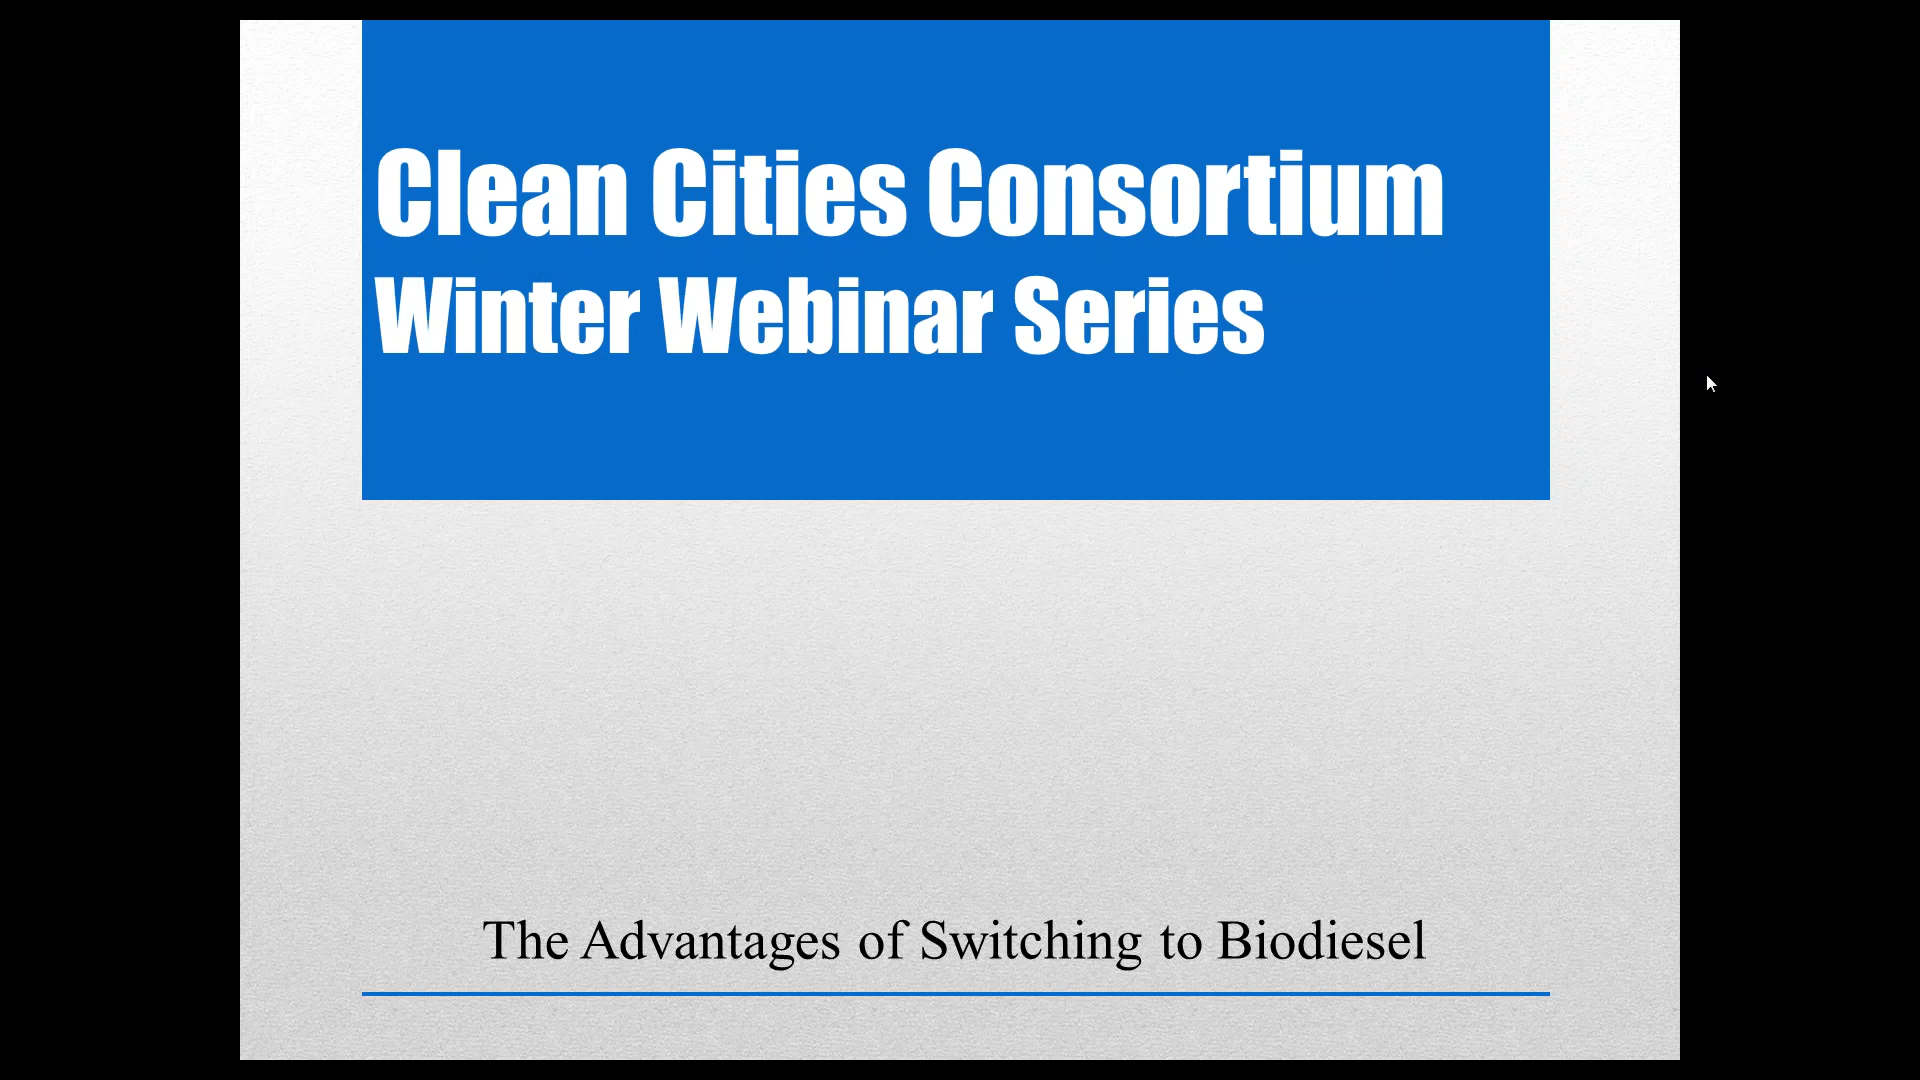 Clean Cities Consortium
Winter Webinar Series
The Advantages of Switching to Biodiesel